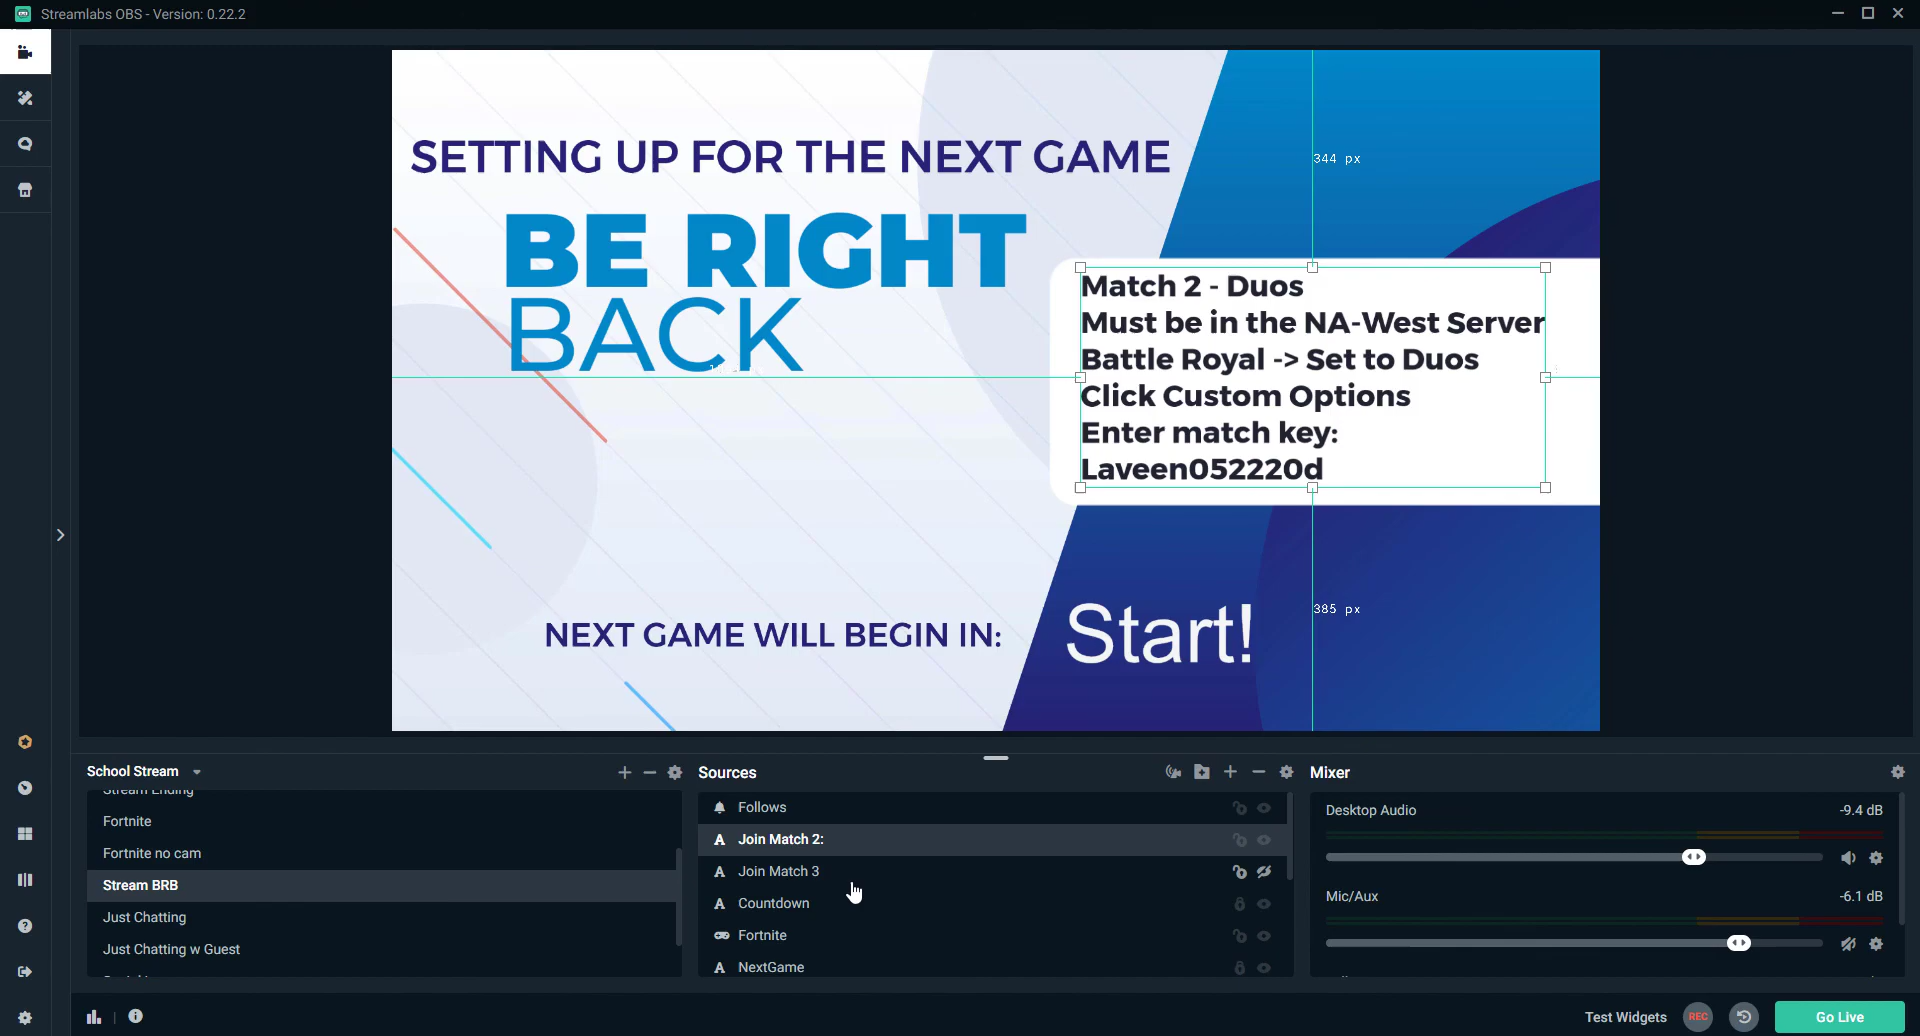 Streamlabs OBS - Version: 0.22.2
SETTING UP FOR THE NEXT GAME
344 px
BE RIGHT
BACK
Match 2 - Duos
Must be in the NA-West Server
Battle Royal -> Set to Duos
Click Custom Options
Enter match key:
Laveen052220d
NEXT GAME WILL BEGIN IN:
Start!
385 px
School Stream
Stream Ending
Fortnite
Fortnite no cam
Stream BRB
Just Chatting
Just Chatting w Guest
Sources
Follows
Join Match 2:
Join Match 3
Countdown
Fortnite
NextGame
Mixer
Desktop Audio
-9.4 dB
Mic/Aux
-6.1 dB
Test Widgets
REC
Go Live